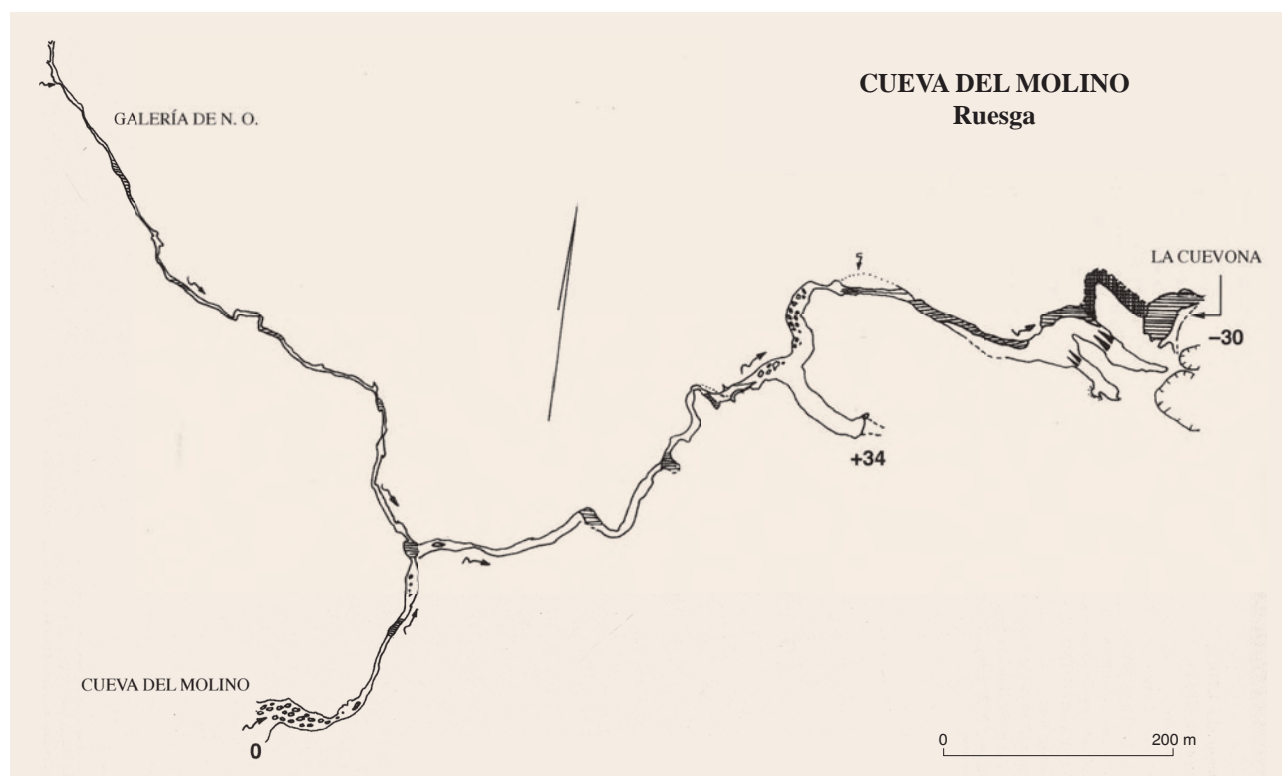 CUEVA DEL MOLINO
Ruesga
GALERÍA DE N. O.
LA CUEVONA
–30
+34
CUEVA DEL MOLINO
0
0 200 m